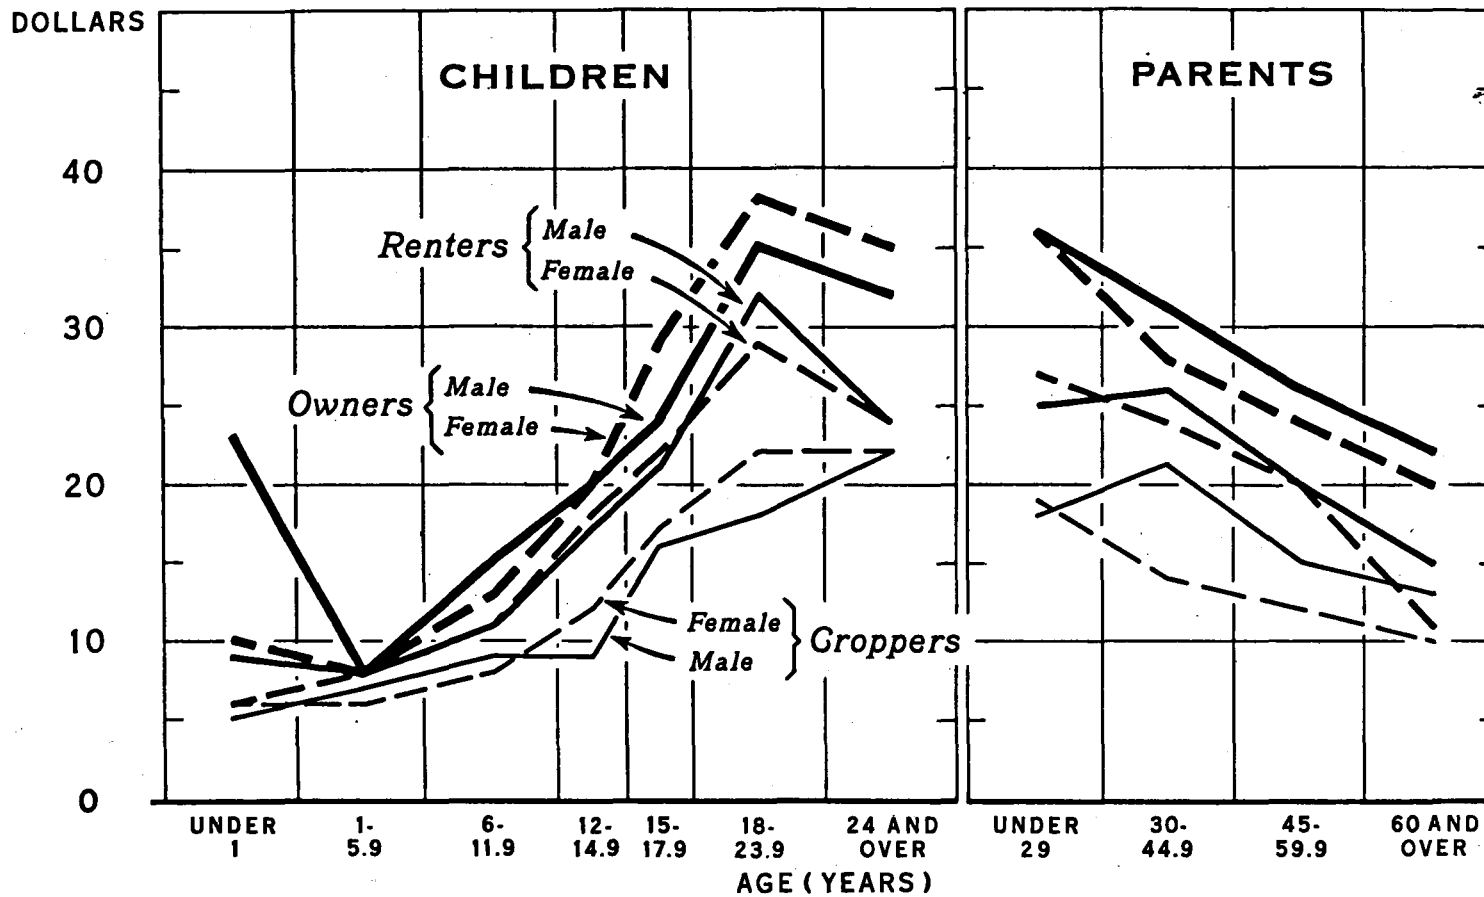 DOLLARS
CHILDREN
PARENTS
40
Renters { Male
Female
30
Owners { Male
Female
20
Female } Groppers
Male
10
0
UNDER 1
1-5.9
6-11.9
12-14.9
15-17.9
18-23.9
24 AND OVER
UNDER 29
30-44.9
45-59.9
60 AND OVER
AGE (YEARS)